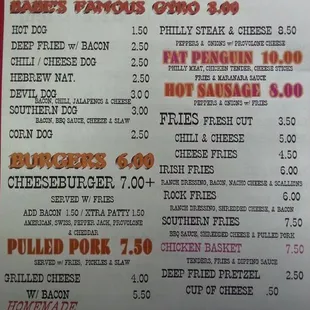 BABE'S FAMOUS GYRO 8.99
HOT DOG 1.50
DEEP FRIED W/ BACON 2.50
CHILI / CHEESE DOG 2.50
HEBREW NAT. 2.50
DEVIL DOG 3.00
BACON, CHILI, JALAPENOS & CHEESE
SOUTHERN DOG 3.00
BACON, BBQ SAUCE, CHEEZE & SLAW
CORN DOG 2.50
BURGERS 6.00
CHEESEBURGER 7.00+
SERVED W/ FRIES
ADD BACON 1.50 / XTRA PATTY 1.50
AMERICAN, SWISS, PEPPER JACK, PROVOLONE
& CHEDDAR
PULLED PORK 7.50
SERVED W/ FRIES, PICKLES & SLAW
GRILLED CHEESE 4.00
W/ BACON 5.50
HOMEMADE
PHILLY STEAK & CHEESE 8.50
PEPPERS & ONIONS W/ PROVOLONE CHEESE
FAT PENGUIN 10.00
PHILLY MEAT, CHICKEN TENDER, CHEESE STICKS
FRIES & MARANARA SAUCE
HOT SAUSAGE 8.00
PEPPERS & ONIONS W/ FRIES
FRIES FRESH CUT 3.50
CHILI & CHEESE 5.00
CHEESE FRIES 4.50
IRISH FRIES 6.00
RANCH DRESSING, BACON, NACHO CHEESE & SCALLIONS
ROCK FRIES 6.00
RANCH DRESSING, SHREDDED CHEESE, & BACON
SOUTHERN FRIES 7.50
BBQ SAUCE, SHREDDED CHEESE & PULLED PORK
CHICKEN BASKET 7.50
TENDERS, FRIES & DIPPING SAUCE
DEEP FRIED PRETZEL 2.50
CUP OF CHEESE .50